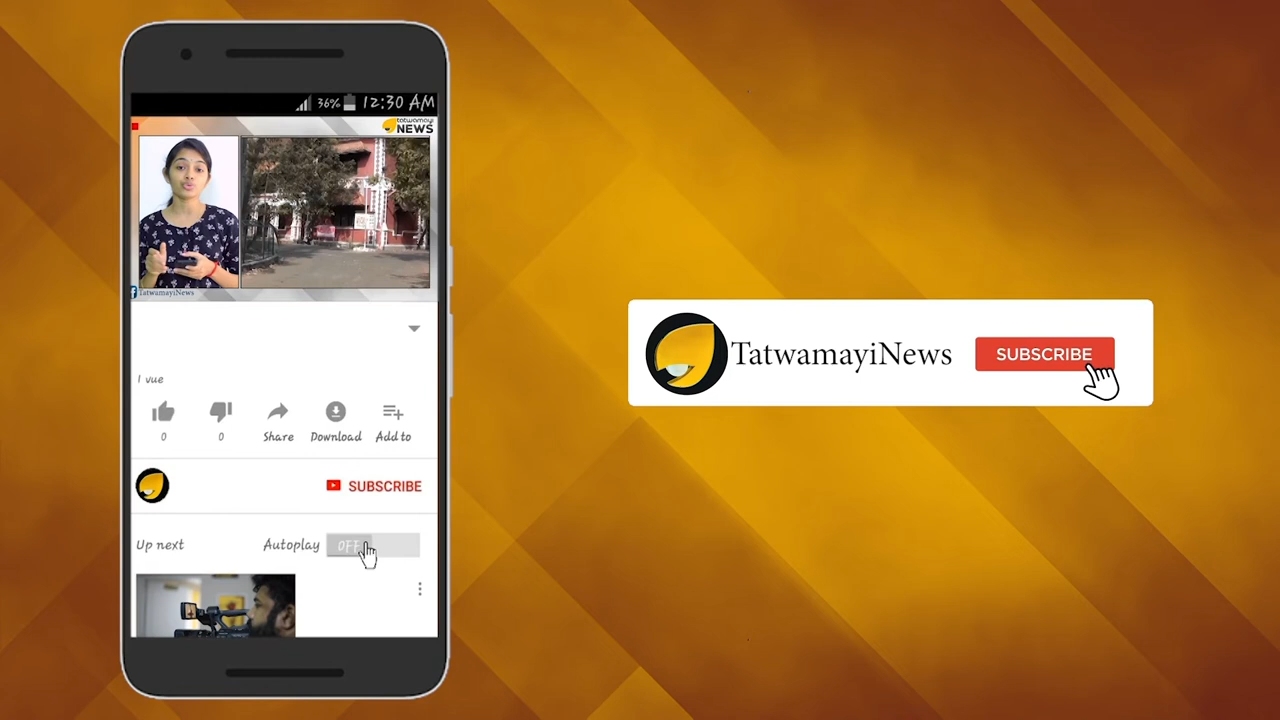 36% 12:30 AM
tatwamayi
NEWS
TatwamayiNews
1 vue
0
0
Share
Download
Add to
SUBSCRIBE
Up next
Autoplay
OFF
TatwamayiNews
SUBSCRIBE